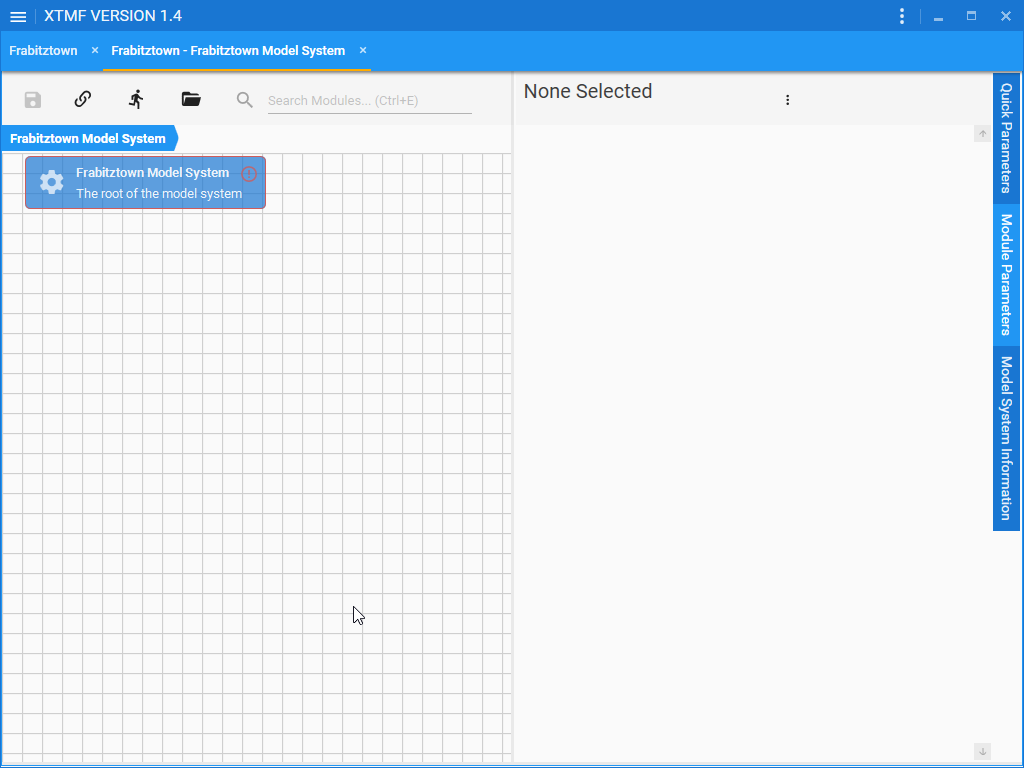 XTMF VERSION 1.4
Frabitztown
Frabitztown - Frabitztown Model System
Search Modules... (Ctrl+E)
None Selected
Frabitztown Model System
Frabitztown Model System
The root of the model system
Quick Parameters
Module Parameters
Model System Information